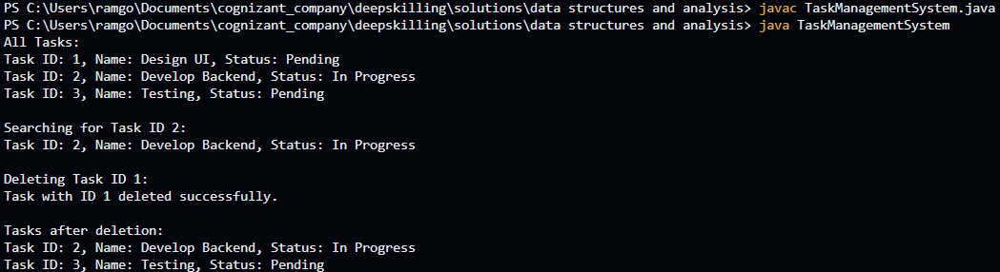 PS C:\Users\ramgo\Documents\cognizant_company\deepskilling\solutions\data structures and analysis> javac TaskManagementSystem.java
PS C:\Users\ramgo\Documents\cognizant_company\deepskilling\solutions\data structures and analysis> java TaskManagementSystem
All Tasks:
Task ID: 1, Name: Design UI, Status: Pending
Task ID: 2, Name: Develop Backend, Status: In Progress
Task ID: 3, Name: Testing, Status: Pending

Searching for Task ID 2:
Task ID: 2, Name: Develop Backend, Status: In Progress

Deleting Task ID 1:
Task with ID 1 deleted successfully.

Tasks after deletion:
Task ID: 2, Name: Develop Backend, Status: In Progress
Task ID: 3, Name: Testing, Status: Pending